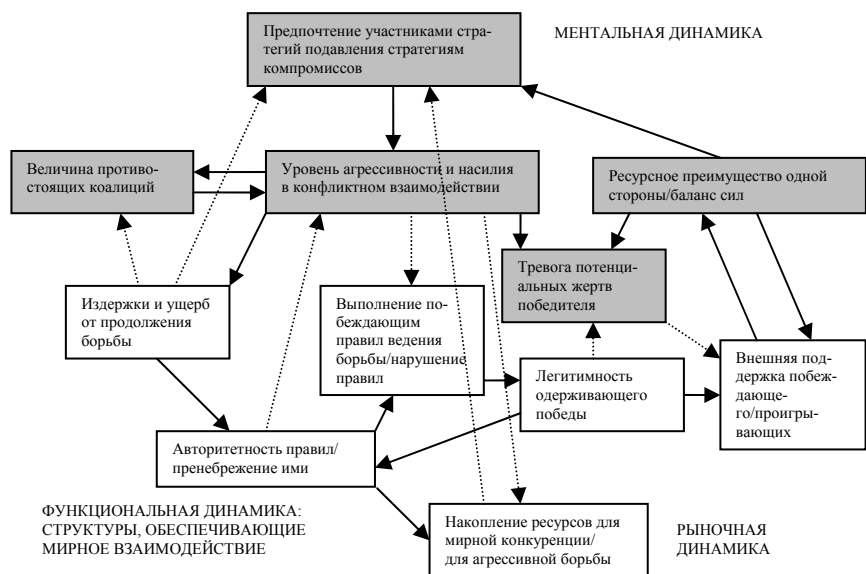 Предпочтение участниками стра-
тегий подавления стратегиям
компромиссов
МЕНТАЛЬНАЯ ДИНАМИКА
Величина противо-
стоящих коалиций
Уровень агрессивности и насилия
в конфликтном взаимодействии
Ресурсное преимущество одной
стороны/баланс сил
Тревога потенци-
альных жертв
победителя
Издержки и ущерб
от продолжения
борьбы
Выполнение по-
беждающим
правил ведения
борьбы/нарушение
правил
Легитимность
одерживающего
победы
Внешняя под-
держка побеж-
дающе-
го/проигры-
вающих
Авторитетность правил/
пренебрежение ими
ФУНКЦИОНАЛЬНАЯ ДИНАМИКА:
СТРУКТУРЫ, ОБЕСПЕЧИВАЮЩИЕ
МИРНОЕ ВЗАИМОДЕЙСТВИЕ
Накопление ресурсов для
мирной конкуренции/
для агрессивной борьбы
РЫНОЧНАЯ
ДИНАМИКА